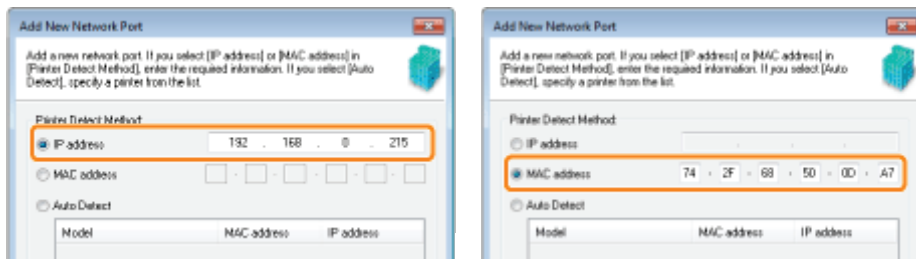 Add New Network Port
Add a new network port. If you select [IP address] or [MAC address] in
[Printer Detect Method], enter the required information. If you select [Auto
Detect], specify a printer from the list.
Printer Detect Method:
IP address 192 . 168 . 0 . 215
MAC address - - - - -
Auto Detect
Model MAC address IP address
Add New Network Port
Add a new network port. If you select [IP address] or [MAC address] in
[Printer Detect Method], enter the required information. If you select [Auto
Detect], specify a printer from the list.
Printer Detect Method:
IP address . . .
MAC address 74 - 2F - 68 - 50 - 0D - A7
Auto Detect
Model MAC address IP address